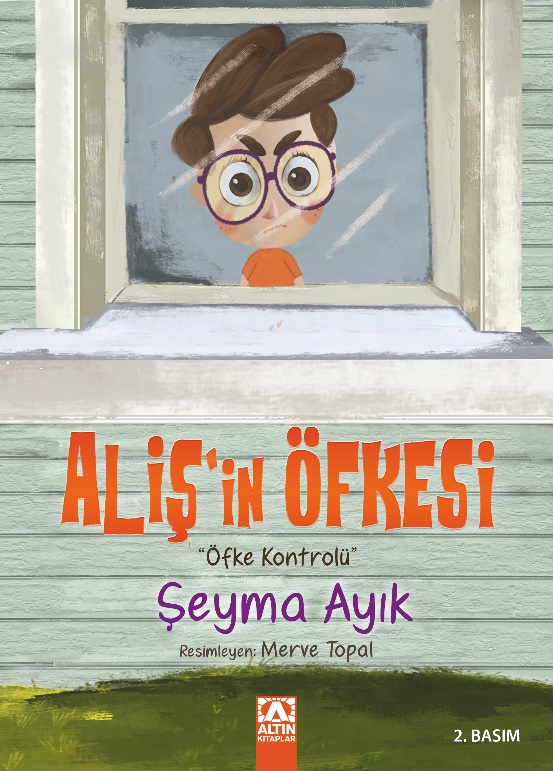 ALİŞ'İN ÖFKESİ
"Öfke Kontrolü"
Şeyma Ayık
Resimleyen: Merve Topal
ALTIN
KİTAPLAR
2. BASIM